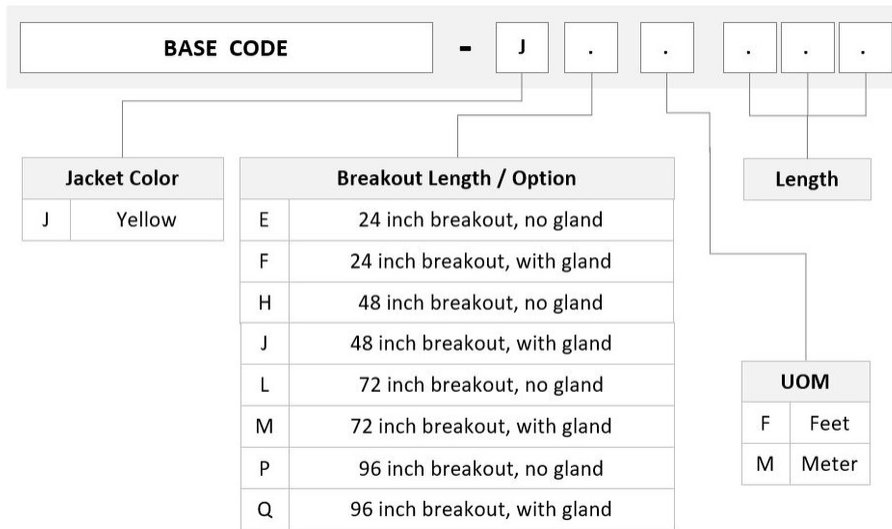 BASE CODE - J . . . . .
Jacket Color
J Yellow
Breakout Length / Option
E 24 inch breakout, no gland
F 24 inch breakout, with gland
H 48 inch breakout, no gland
J 48 inch breakout, with gland
L 72 inch breakout, no gland
M 72 inch breakout, with gland
P 96 inch breakout, no gland
Q 96 inch breakout, with gland
Length
UOM
F Feet
M Meter